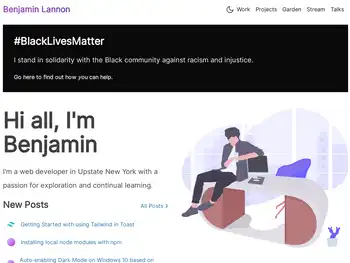 Benjamin Lannon
Work Projects Garden Stream Talks
#BlackLivesMatter
I stand in solidarity with the Black community against racism and injustice.
Go here to find out how you can help.
Hi all, I'm
Benjamin
I'm a web developer in Upstate New York with a
passion for exploration and continual learning.
New Posts
All Posts
Getting Started with using Tailwind in Toast
Installing local node modules with npm
Auto-enabling Dark Mode on Windows 10 based on